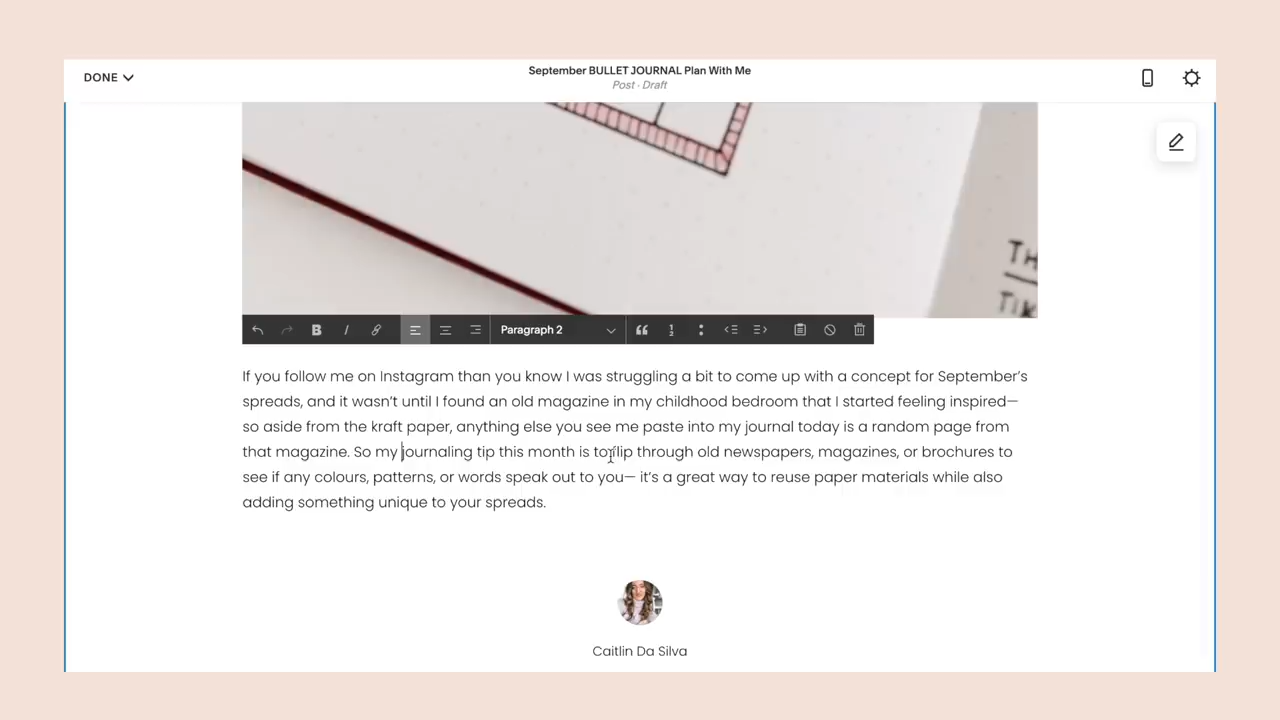 DONE
September BULLET JOURNAL Plan With Me
Post · Draft
TH
TIK
B I Paragraph 2
If you follow me on Instagram than you know I was struggling a bit to come up with a concept for September’s
spreads, and it wasn’t until I found an old magazine in my childhood bedroom that I started feeling inspired—
so aside from the kraft paper, anything else you see me paste into my journal today is a random page from
that magazine. So my journaling tip this month is to flip through old newspapers, magazines, or brochures to
see if any colours, patterns, or words speak out to you— it’s a great way to reuse paper materials while also
adding something unique to your spreads.
Caitlin Da Silva